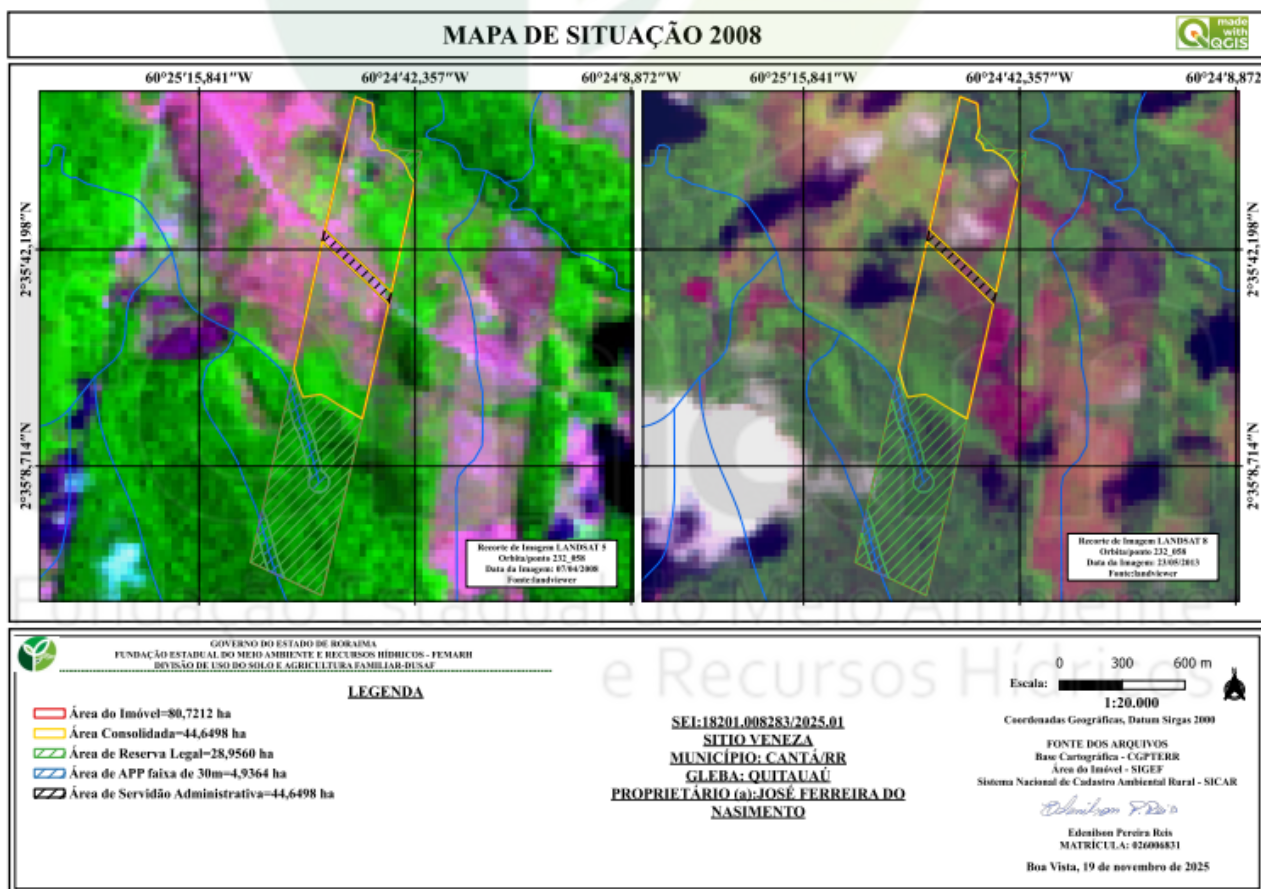 MAPA DE SITUAÇÃO 2008
made
with
QGIS
60°25'15,841"W
60°24'42,357"W
60°24'8,872"W
60°25'15,841"W
60°24'42,357"W
60°24'8,872"W
2°35'42,198"N
2°35'8,714"N
2°35'42,198"N
2°35'8,714"N
Recorte de Imagem LANDSAT 5
Orbita/ponto 232_058
Data da Imagem: 07/04/2008
Fonte:landviewer
Recorte de Imagem LANDSAT 8
Orbita/ponto 232_058
Data da Imagem: 23/05/2013
Fonte:landviewer
Fundação Estadual do Meio Ambiente
e Recursos Hídricos
GOVERNO DO ESTADO DE RORAIMA
FUNDAÇÃO ESTADUAL DO MEIO AMBIENTE E RECURSOS HÍDRICOS - FEMARH
DIVISÃO DE USO DO SOLO E AGRICULTURA FAMILIAR-DUSAF
LEGENDA
Área do Imóvel=80,7212 ha
Área Consolidada=44,6498 ha
Área de Reserva Legal=28,9560 ha
Área de APP faixa de 30m=4,9364 ha
Área de Servidão Administrativa=44,6498 ha
SEI:18201.008283/2025.01
SITIO VENEZA
MUNICÍPIO: CANTÁ/RR
GLEBA: QUITAUAÚ
PROPRIETÁRIO (a):JOSÉ FERREIRA DO
NASIMENTO
0 300 600 m
Escala:
1:20.000
Coordenadas Geográficas, Datum Sirgas 2000
FONTE DOS ARQUIVOS
Base Cartográfica - CGPTERR
Área do Imóvel - SIGEF
Sistema Nacional de Cadastro Ambiental Rural - SICAR
Edenilson P. Reis
Edenilson Pereira Reis
MATRÍCULA: 026006831
Boa Vista, 19 de novembro de 2025